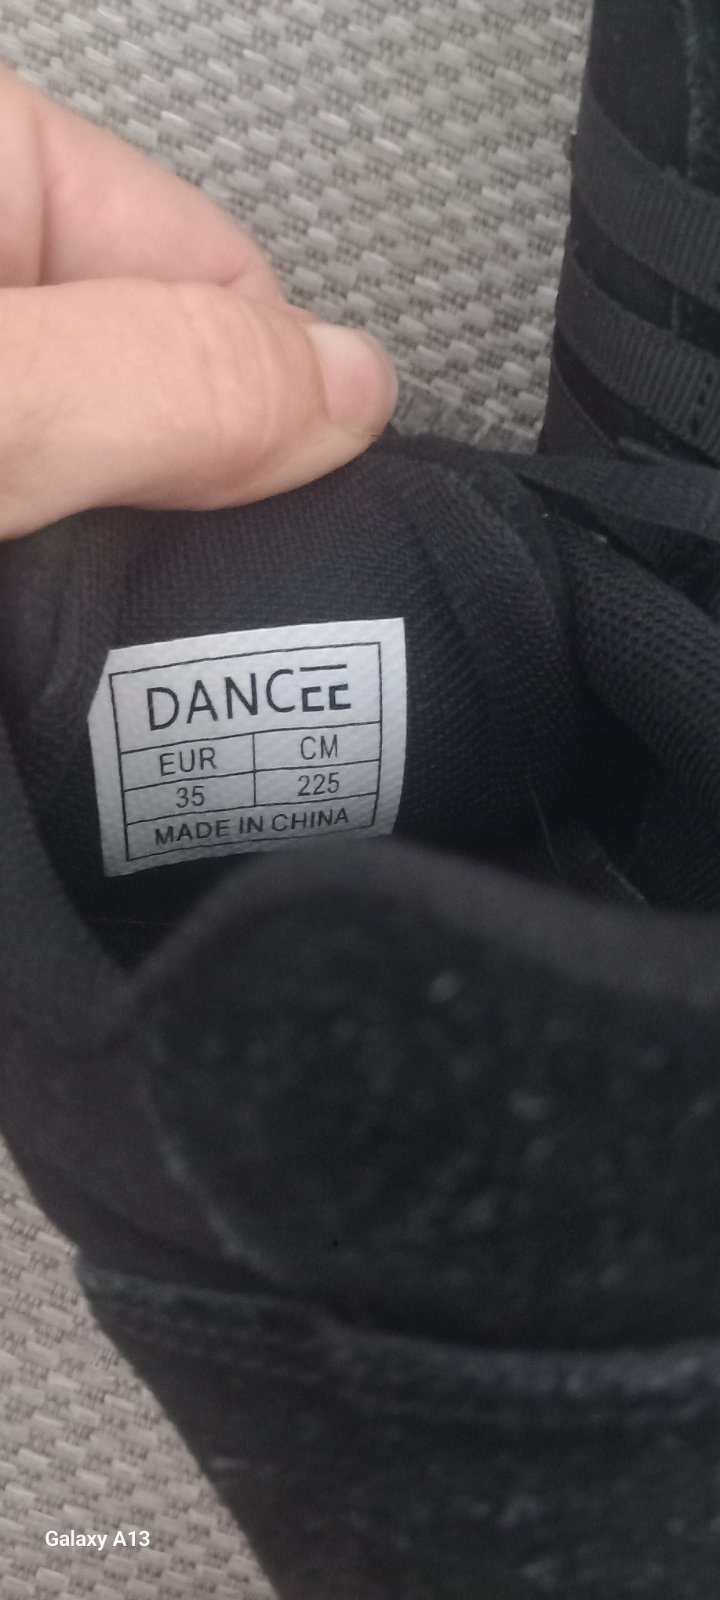 DANCEE
EUR CM
35 225
MADE IN CHINA
Galaxy A13